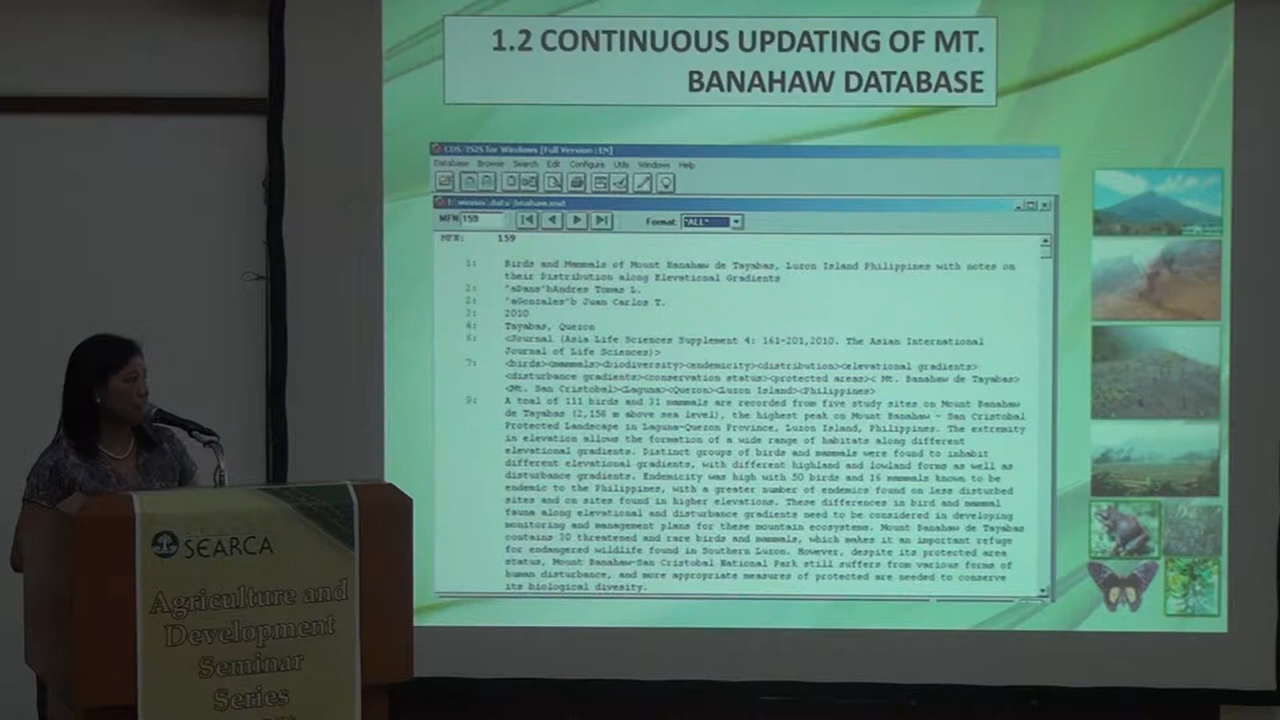 1.2 CONTINUOUS UPDATING OF MT.
BANAHAW DATABASE
CDS/ISIS for Windows [Full Version : EN]
Database Browse Search Edit Configure Utils Windows Help
MFN 159
Format: "ALL"
MFN: 159
1: Birds and Mammals of Mount Banahaw de Tayabas, Luzon Island Philippines with notes on
their Distribution along Elevational Gradients
2: ^aDans^bAndres Tomas L.
2: ^aGonzales^b Juan Carlos T.
3: 2010
4: Tayabas, Quezon
6: <Journal (Asia Life Sciences Supplement 4: 161-201,2010. The Asian International
Journal of Life Sciences)>
7: <birds><mammals><biodiversity><endemicity><distribution><elevational gradients>
<disturbance gradients><conservation status><protected areas>< Mt. Banahaw de Tayabas>
<Mt. San Cristobal><Laguna><Quezon><Luzon Island><Philippines>
9: A toal of 111 birds and 31 mammals are recorded from five study sites on Mount Banahaw
de Tayabas (2,158 m above sea level), the highest peak on Mount Banahaw - San Cristobal
Protected Landscape in Laguna-Quezon Province, Luzon Island, Philippines. The extremity
in elevation allows the formation of a wide range of habitats along different
elevational gradients. Distinct groups of birds and mammals were found to inhabit
different elevational gradients, with different highland and lowland forms as well as
disturbance gradients. Endemicity was high with 50 birds and 16 mammals known to be
endemic to the Philippines, with a greater number of endemics found on less disturbed
sites and on sites found in higher elevations. These differences in bird and mammal
fauna along elevational and disturbance gradients need to be considered in developing
monitoring and management plans for these mountain ecosystems. Mount Banahaw de Tayabas
contains 30 threatened and rare birds and mammals, which makes it an important refuge
for endangered wildlife found in Southern Luzon. However, despite its protected area
status, Mount Banahaw-San Cristobal National Park still suffers from various forms of
human disturbance, and more appropriate measures of protected are needed to conserve
its biological divesity.
SEARCA
Agriculture and
Development
Seminar
Series